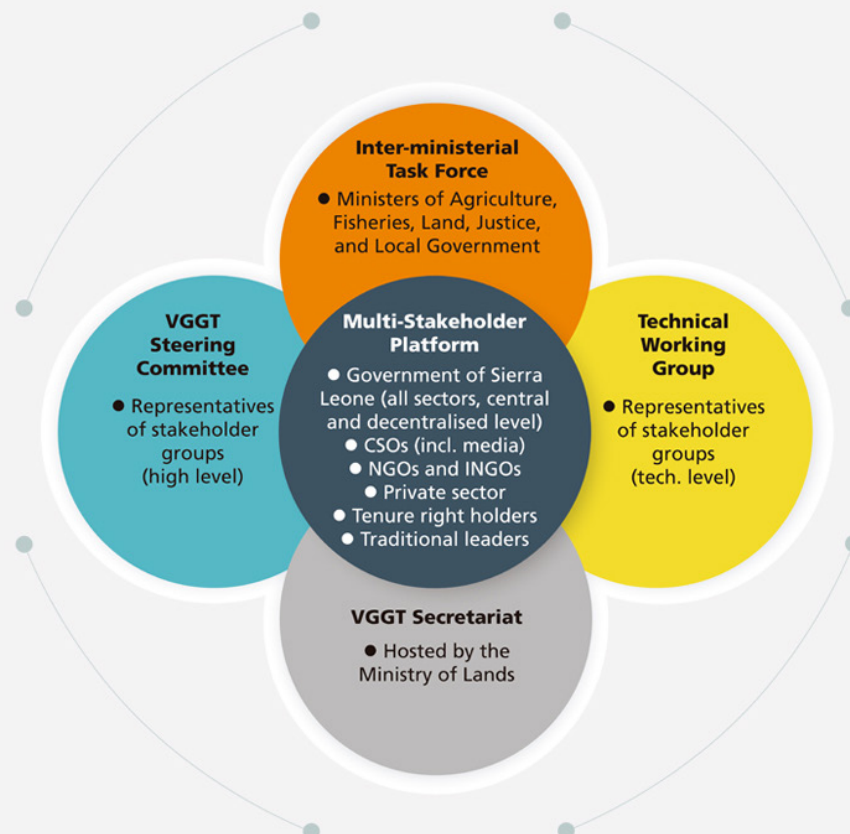 Inter-ministerial
Task Force
● Ministers of Agriculture,
Fisheries, Land, Justice,
and Local Government
VGGT
Steering
Committee
● Representatives
of stakeholder
groups
(high level)
Multi-Stakeholder
Platform
● Government of Sierra
Leone (all sectors, central
and decentralised level)
● CSOs (incl. media)
● NGOs and INGOs
● Private sector
● Tenure right holders
● Traditional leaders
Technical
Working
Group
● Representatives
of stakeholder
groups
(tech. level)
VGGT Secretariat
● Hosted by the
Ministry of Lands